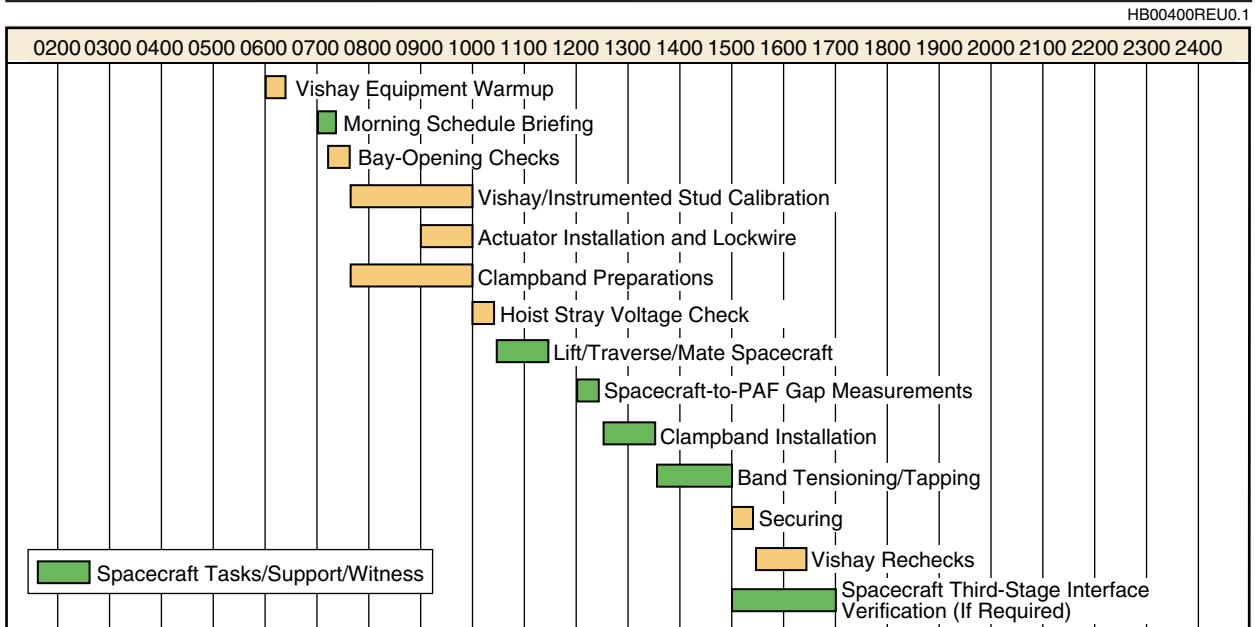 HB00400REU0.1
0200 0300 0400 0500 0600 0700 0800 0900 1000 1100 1200 1300 1400 1500 1600 1700 1800 1900 2000 2100 2200 2300 2400
Vishay Equipment Warmup
Morning Schedule Briefing
Bay-Opening Checks
Vishay/Instrumented Stud Calibration
Actuator Installation and Lockwire
Clampband Preparations
Hoist Stray Voltage Check
Lift/Traverse/Mate Spacecraft
Spacecraft-to-PAF Gap Measurements
Clampband Installation
Band Tensioning/Tapping
Securing
Vishay Rechecks
Spacecraft Tasks/Support/Witness
Spacecraft Third-Stage Interface
Verification (If Required)